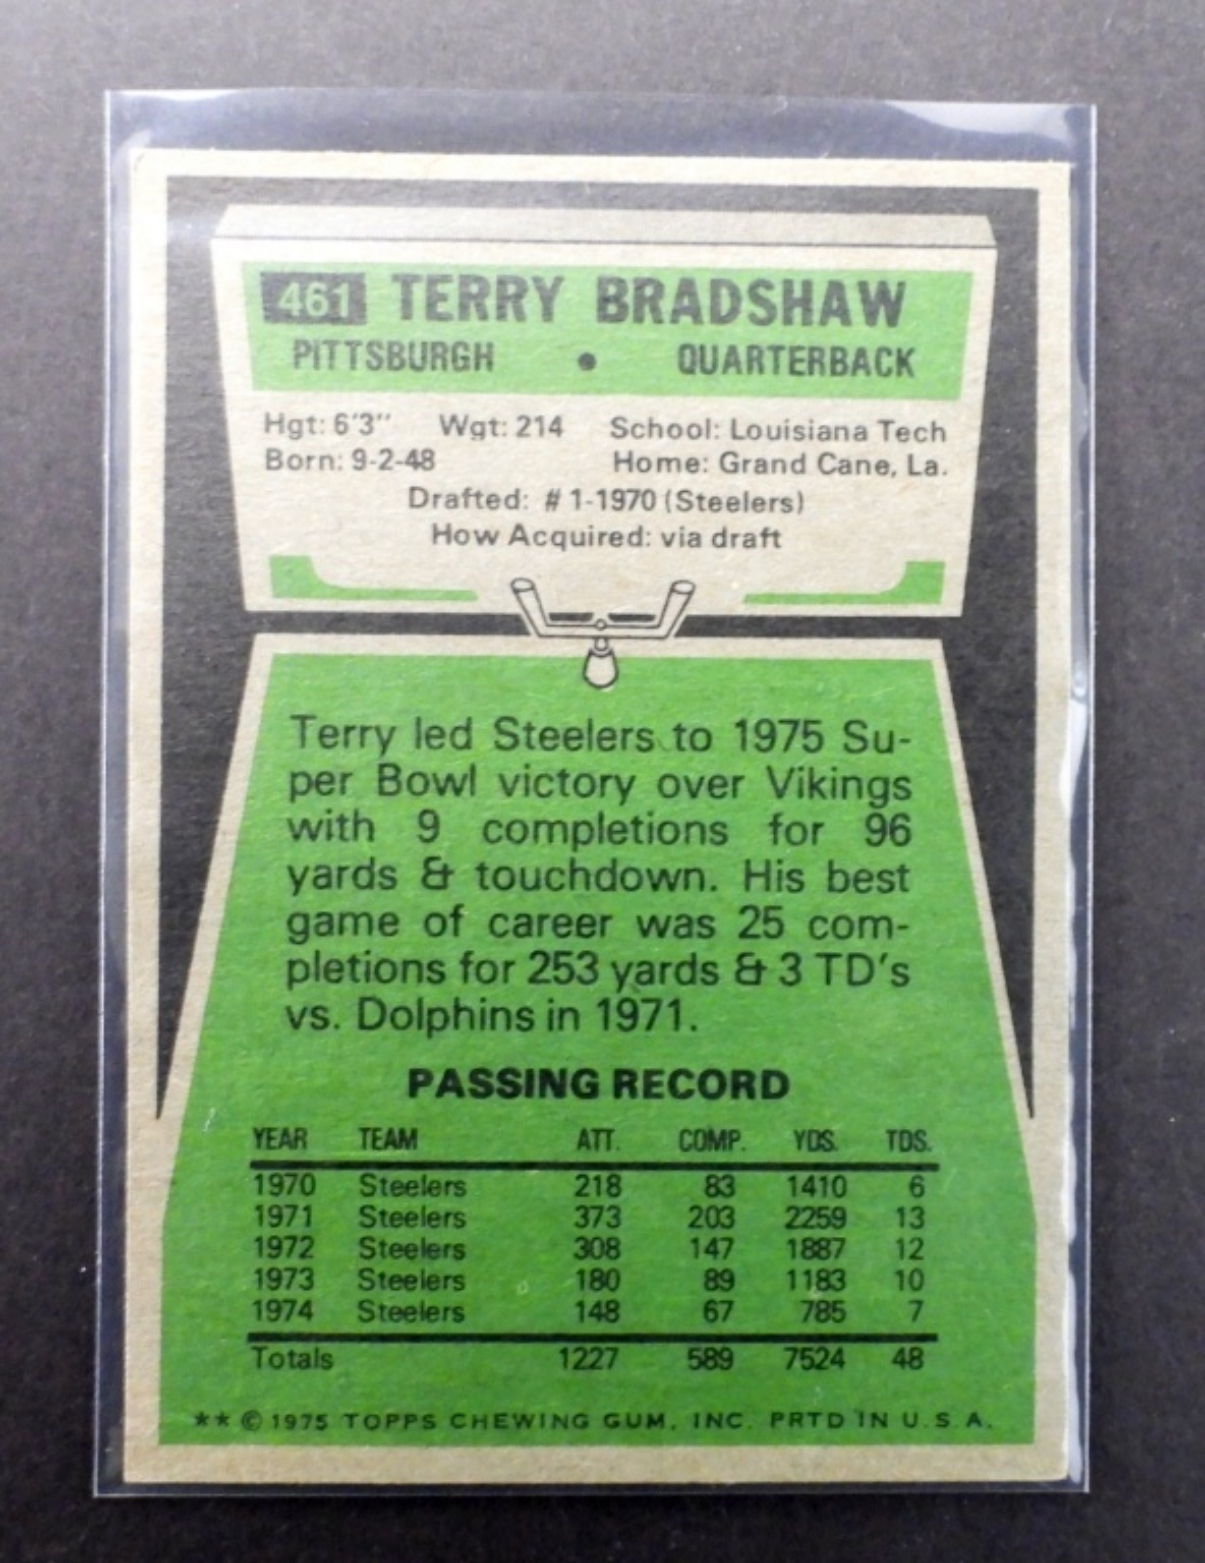 461 TERRY BRADSHAW
PITTSBURGH • QUARTERBACK
Hgt: 6'3" Wgt: 214 School: Louisiana Tech
Born: 9-2-48 Home: Grand Cane, La.
Drafted: # 1-1970 (Steelers)
How Acquired: via draft
Terry led Steelers to 1975 Su-
per Bowl victory over Vikings
with 9 completions for 96
yards & touchdown. His best
game of career was 25 com-
pletions for 253 yards & 3 TD's
vs. Dolphins in 1971.
PASSING RECORD
YEAR TEAM ATT. COMP. YDS. TDS.
1970 Steelers 218 83 1410 6
1971 Steelers 373 203 2259 13
1972 Steelers 308 147 1887 12
1973 Steelers 180 89 1183 10
1974 Steelers 148 67 785 7
Totals 1227 589 7524 48
** © 1975 TOPPS CHEWING GUM, INC. PRTD IN U.S.A.